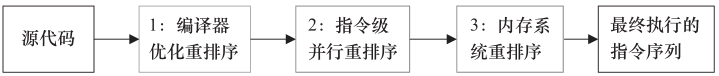 源代码
1：编译器
优化重排序
2：指令级
并行重排序
3：内存系
统重排序
最终执行的
指令序列